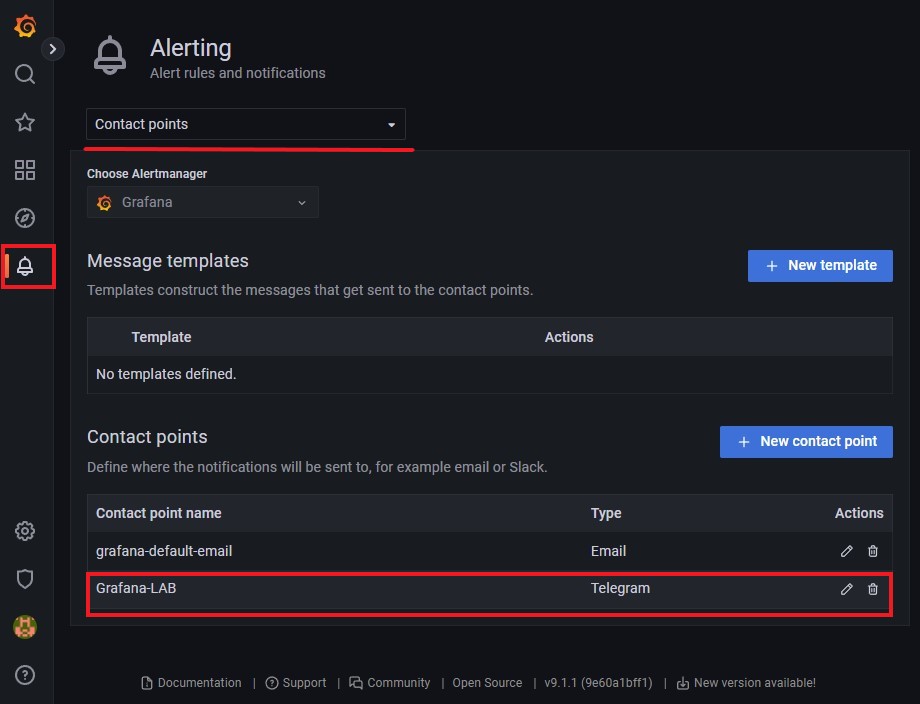 Alerting
Alert rules and notifications
Contact points
Choose Alertmanager
Grafana
Message templates
+ New template
Templates construct the messages that get sent to the contact points.
Template Actions
No templates defined.
Contact points
+ New contact point
Define where the notifications will be sent to, for example email or Slack.
Contact point name Type Actions
grafana-default-email Email
Grafana-LAB Telegram
Documentation | Support | Community | Open Source | v9.1.1 (9e60a1bff1) | New version available!